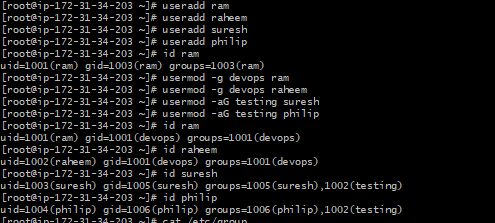 [root@ip-172-31-34-203 ~]# useradd ram
[root@ip-172-31-34-203 ~]# useradd raheem
[root@ip-172-31-34-203 ~]# useradd suresh
[root@ip-172-31-34-203 ~]# useradd philip
[root@ip-172-31-34-203 ~]# id ram
uid=1001(ram) gid=1003(ram) groups=1003(ram)
[root@ip-172-31-34-203 ~]# usermod -g devops ram
[root@ip-172-31-34-203 ~]# usermod -g devops raheem
[root@ip-172-31-34-203 ~]# usermod -aG testing suresh
[root@ip-172-31-34-203 ~]# usermod -aG testing philip
[root@ip-172-31-34-203 ~]# id ram
uid=1001(ram) gid=1001(devops) groups=1001(devops)
[root@ip-172-31-34-203 ~]# id raheem
uid=1002(raheem) gid=1001(devops) groups=1001(devops)
[root@ip-172-31-34-203 ~]# id suresh
uid=1003(suresh) gid=1005(suresh) groups=1005(suresh),1002(testing)
[root@ip-172-31-34-203 ~]# id philip
uid=1004(philip) gid=1006(philip) groups=1006(philip),1002(testing)
[root@ip-172-31-34-203 ~]# cat /etc/group